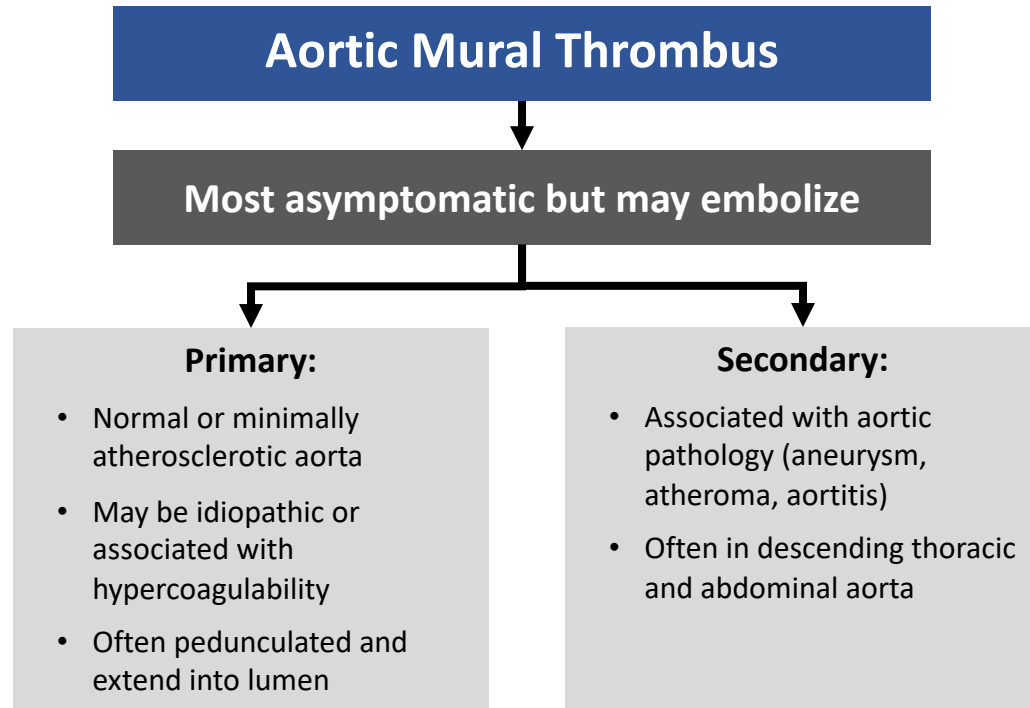 Aortic Mural Thrombus
Most asymptomatic but may embolize
Primary:
• Normal or minimally
atherosclerotic aorta
• May be idiopathic or
associated with
hypercoagulability
• Often pedunculated and
extend into lumen
Secondary:
• Associated with aortic
pathology (aneurysm,
atheroma, aortitis)
• Often in descending thoracic
and abdominal aorta